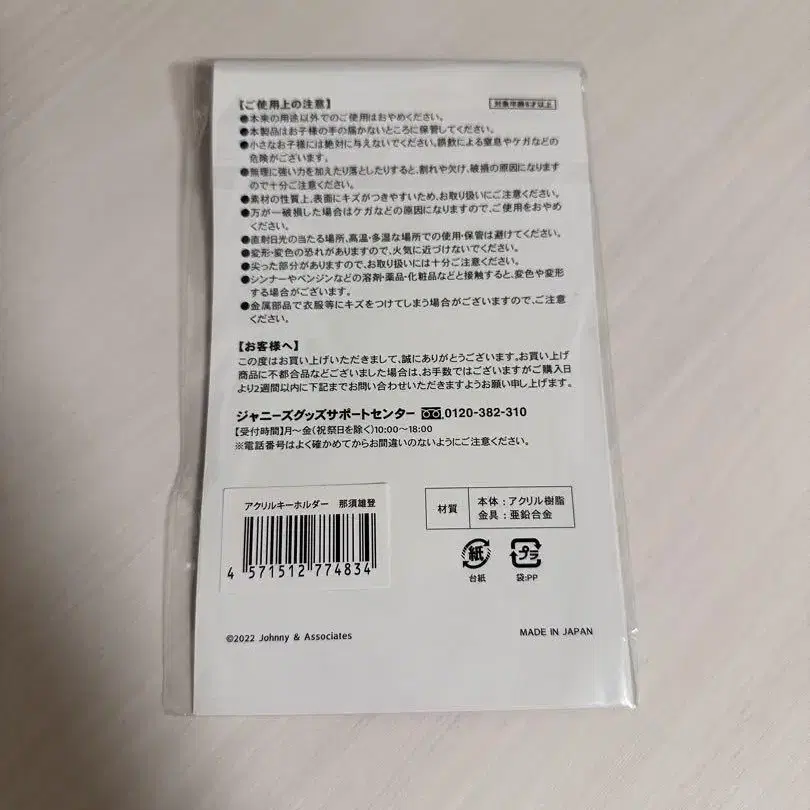 【ご使用上の注意】
対象年齢6才以上
●本来の用途以外でのご使用はおやめください。
●本製品はお子様の手の届かないところに保管してください。
●小さなお子様には絶対に与えないでください。誤飲による窒息やケガなどの
危険がございます。
●無理に強い力を加えたり落としたりすると、割れや欠け、破損の原因になります
ので十分ご注意ください。
●素材の性質上、表面にキズがつきやすいため、お取り扱いにご注意ください。
●万が一破損した場合はケガなどの原因になりますので、ご使用をおやめ
ください。
●直射日光の当たる場所、高温・多湿な場所での使用・保管は避けてください。
●変形・変色の恐れがありますので、火気に近づけないでください。
●尖った部分がありますので、お取り扱いには十分ご注意ください。
●シンナーやベンジンなどの溶剤・薬品・化粧品などと接触すると、変色や変形
する場合がございます。
●金属部品で衣服等にキズをつけてしまう場合がございますので、ご注意
ください。
【お客様へ】
この度はお買い上げいただきまして、誠にありがとうございます。お買い上げ
商品に不都合品などございました場合は、お手数ではございますがご購入日
より2週間以内に下記までお問い合わせいただきますようお願い申し上げます。
ジャニーズグッズサポートセンター 0120-382-310
【受付時間】月～金(祝祭日を除く)10:00～18:00
※電話番号はよく確かめてからお間違いのないようにご注意ください。
アクリルキーホルダー 那須雄登
4 571512 774834
材質
本体：アクリル樹脂
金具：亜鉛合金
紙
プラ
台紙
袋:PP
©2022 Johnny & Associates
MADE IN JAPAN